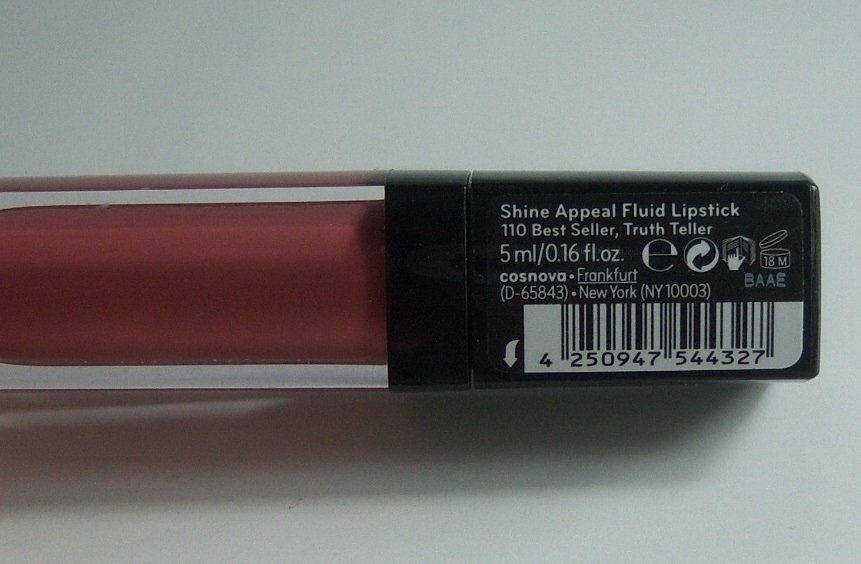 Shine Appeal Fluid Lipstick
110 Best Seller, Truth Teller
5 ml/0.16 fl.oz. ℮
18 M
cosnova • Frankfurt
BAAE
(D-65843) • New York (NY 10003)
4 250947 544327